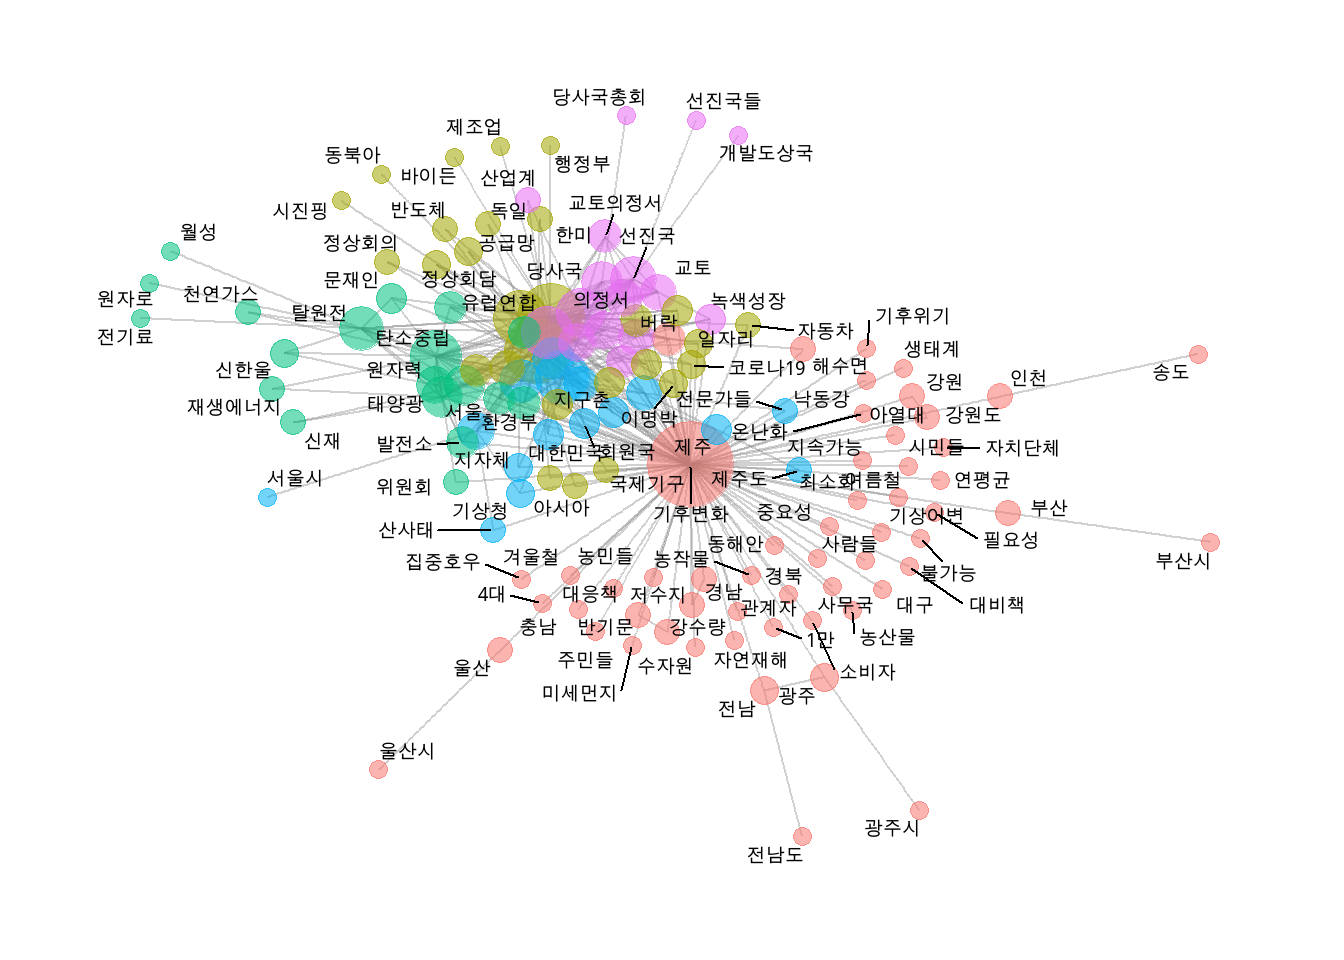 당사국총회
선진국들
제조업
개발도상국
동북아
행정부
바이든
산업계
교토의정서
시진핑
반도체
독일
월성
정상회의
공급망
한미
선진국
문재인
정상회담
당사국
교토
원자로
천연가스
유럽연합
의정서
녹색성장
탈원전
기후위기
전기료
탄소중립
버락
일자리
자동차
생태계
신한울
원자력
코로나19
해수면
강원
인천
송도
재생에너지
태양광
서울
지구촌
전문가들
낙동강
신재
환경부
이명박
온난화
아열대
강원도
발전소
지자체
대한민국
회원국
제주
지속가능
시민들
자치단체
서울시
위원회
국제기구
제주도
최소화
여름철
연평균
산사태
기상청
아시아
기후변화
중요성
기상이변
부산
필요성
집중호우
겨울철
농민들
농작물
동해안
사람들
부산시
4대
대응책
저수지
경남
경북
불가능
충남
반기문
강수량
관계자
사무국
대구
대비책
울산
주민들
수자원
자연재해
1만
농산물
미세먼지
전남
광주
소비자
울산시
광주시
전남도